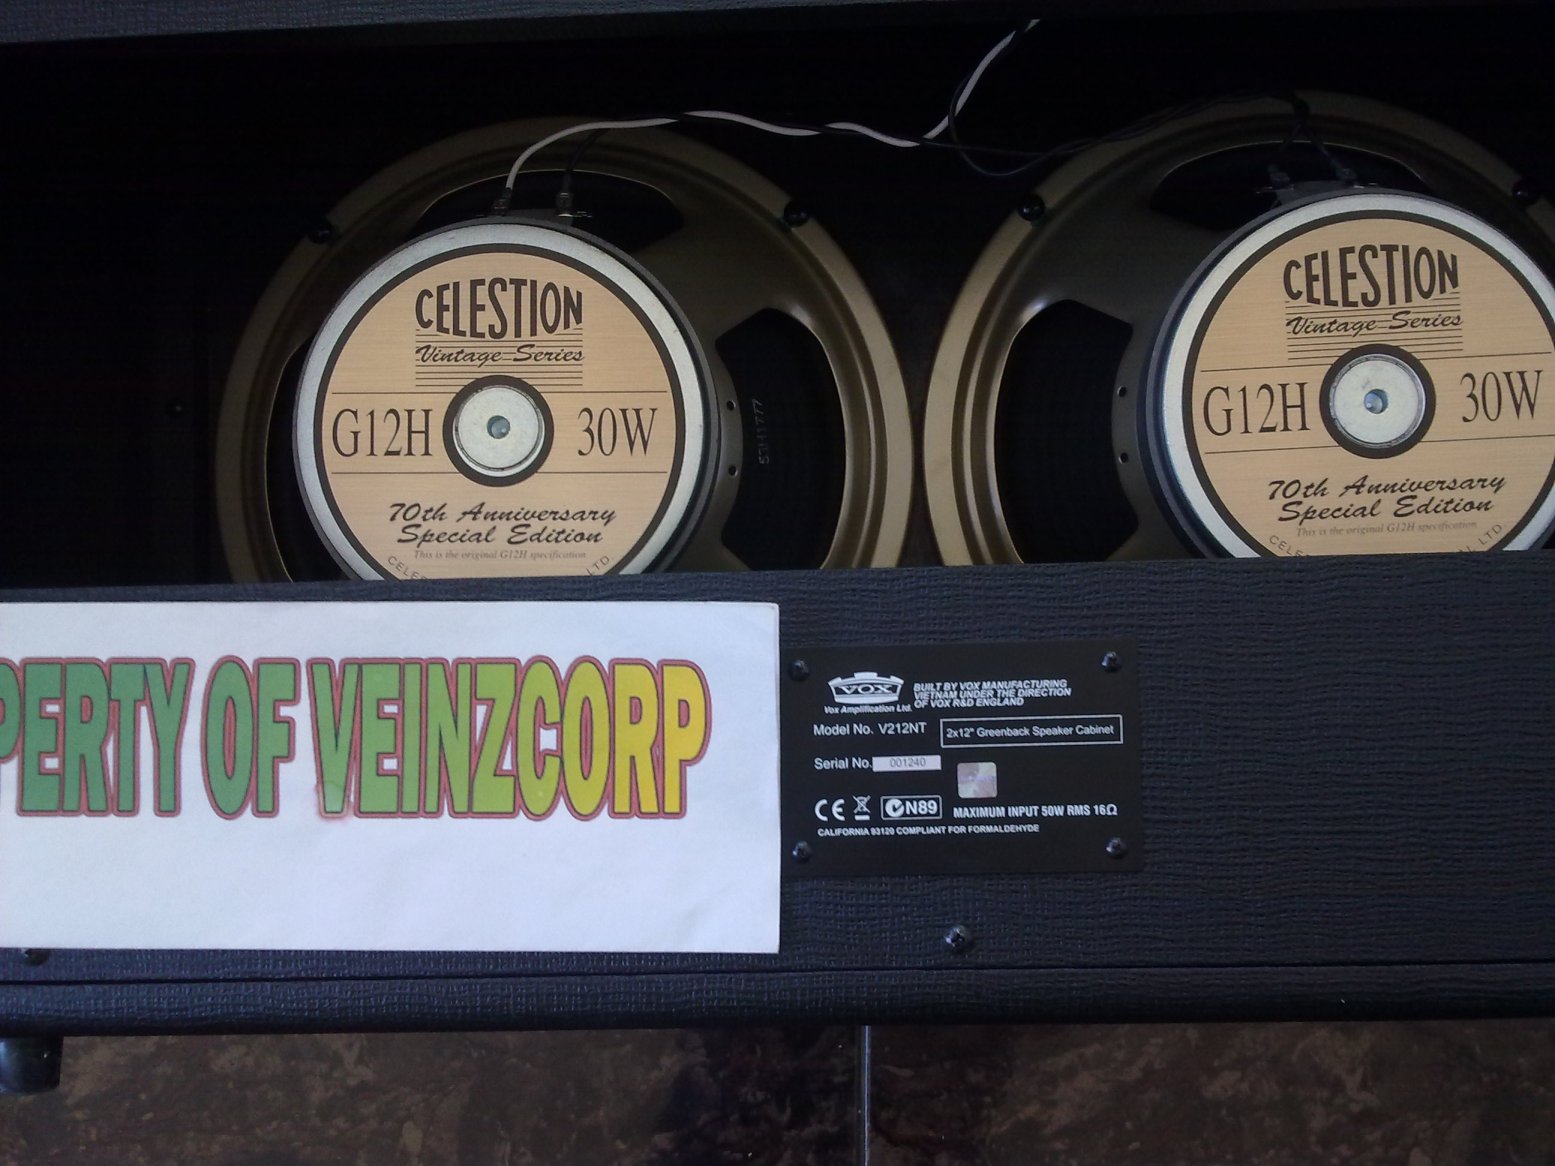 CELESTION
Vintage Series
G12H 30W
70th Anniversary
Special Edition
This is the original G12H specification
CELESTION
Vintage Series
G12H 30W
70th Anniversary
Special Edition
This is the original G12H specification
LTD
PERTY OF VEINZCORP
VOX
Vox Amplification Ltd.
BUILT BY VOX MANUFACTURING
VIETNAM UNDER THE DIRECTION
OF VOX R&D ENGLAND
Model No. V212NT
2x12" Greenback Speaker Cabinet
Serial No. 001240
CE N89 MAXIMUM INPUT 50W RMS 16Ω
CALIFORNIA 93120 COMPLIANT FOR FORMALDEHYDE